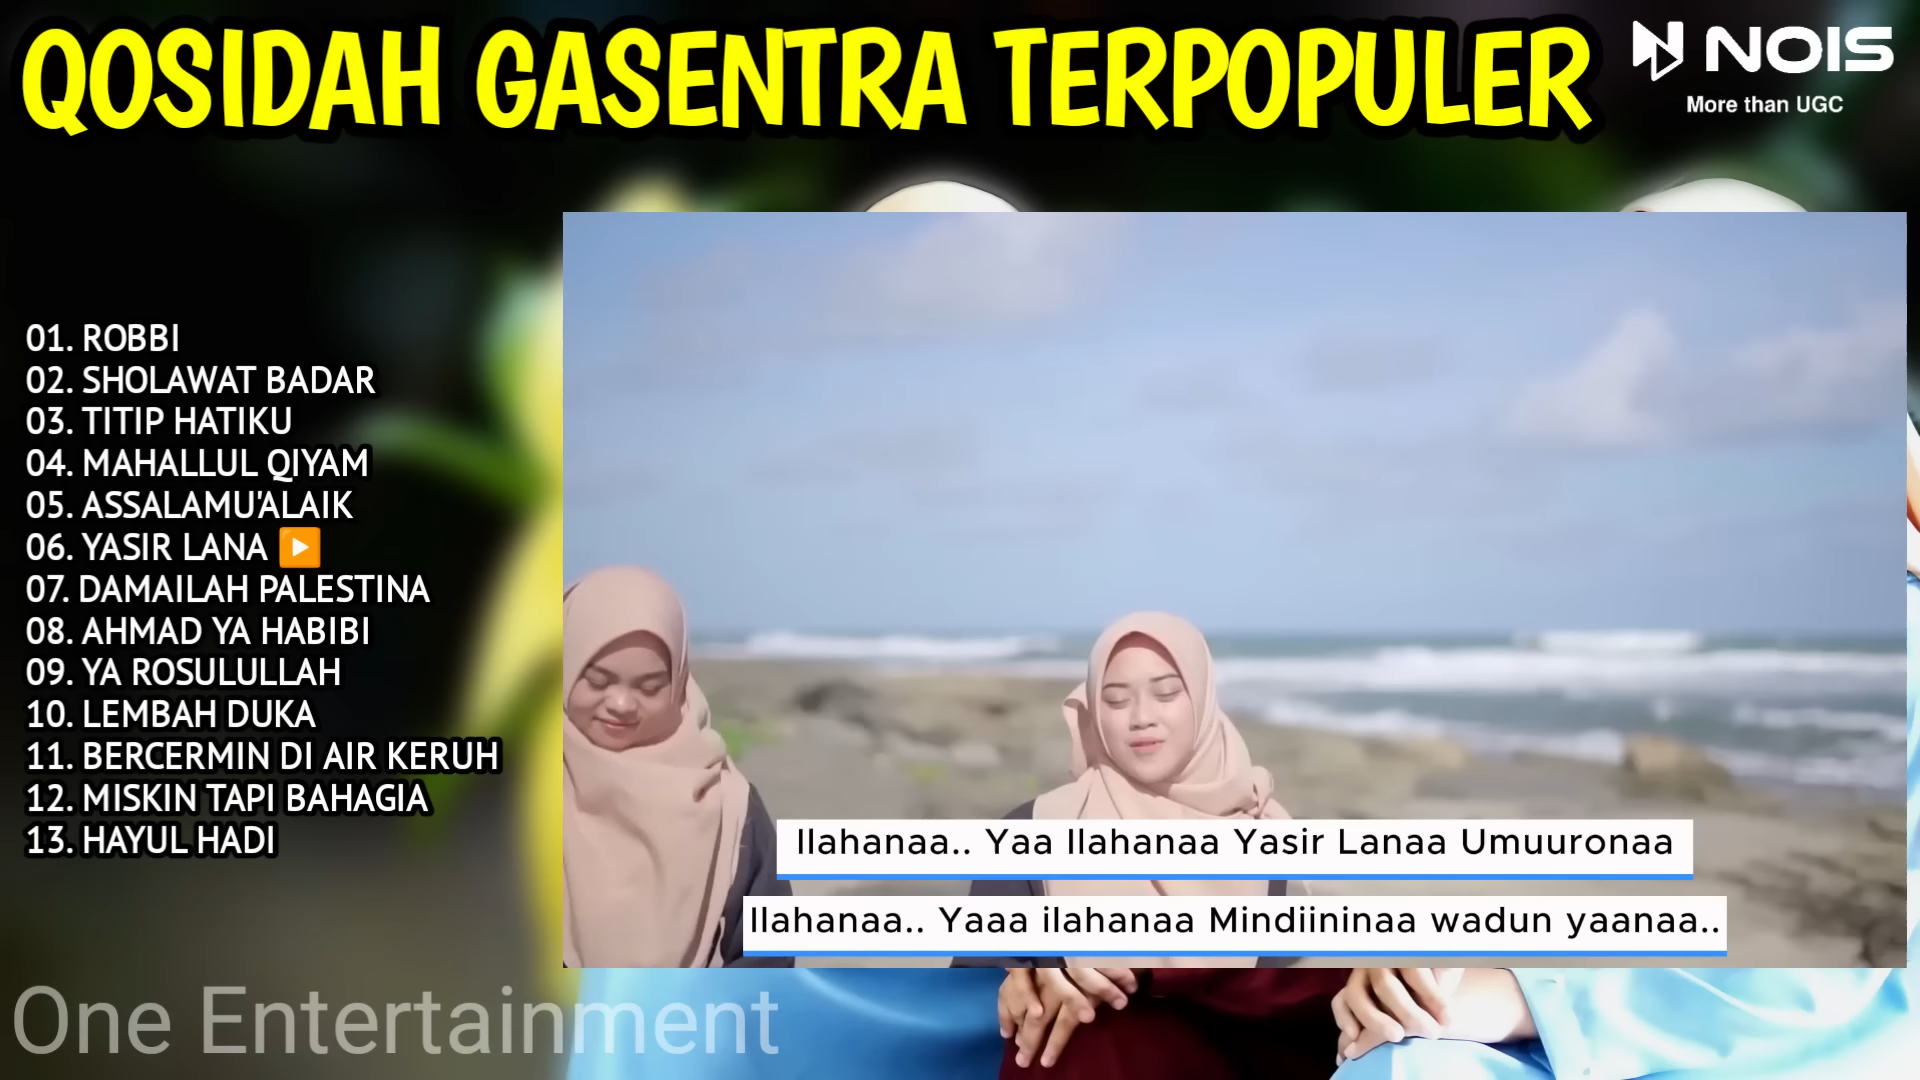 QOSIDAH GASENTRA TERPOPULER
NOIS
More than UGC
01. ROBBI
02. SHOLAWAT BADAR
03. TITIP HATIKU
04. MAHALLUL QIYAM
05. ASSALAMU'ALAIK
06. YASIR LANA
07. DAMAILAH PALESTINA
08. AHMAD YA HABIBI
09. YA ROSULULLAH
10. LEMBAH DUKA
11. BERCERMIN DI AIR KERUH
12. MISKIN TAPI BAHAGIA
13. HAYUL HADI
Ilahanaa.. Yaa Ilahanaa Yasir Lanaa Umuuronaa
Ilahanaa.. Yaaa ilahanaa Mindiininaa wadun yaanaa..
One Entertainment